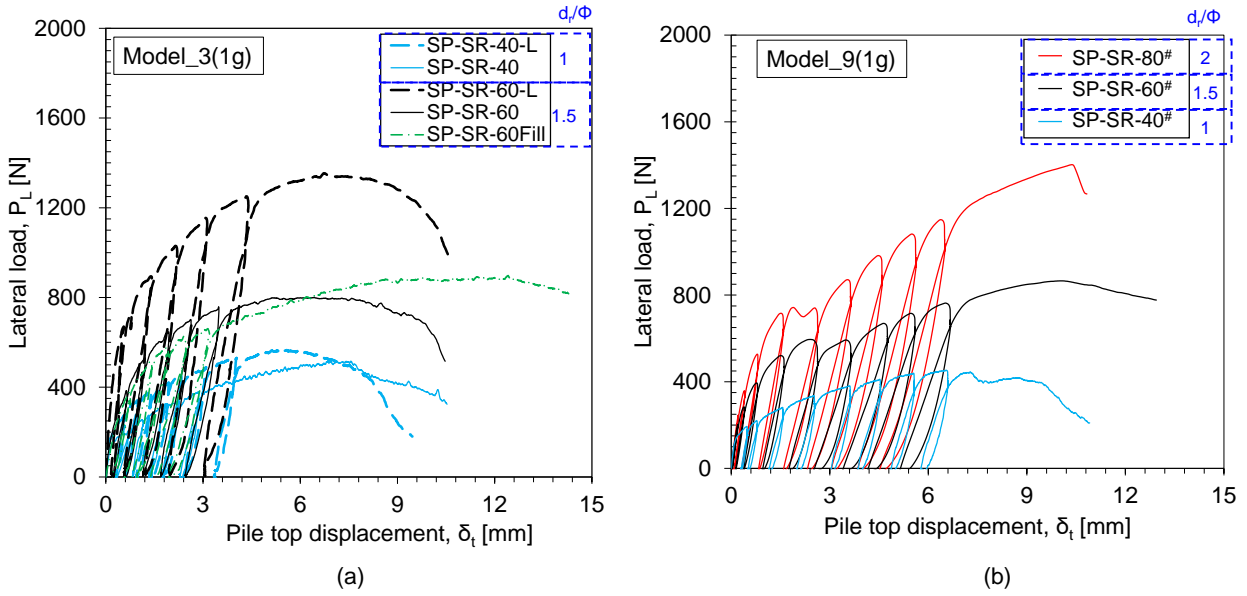 d_r/Φ
Model_3(1g)
SP-SR-40-L
SP-SR-40
1
SP-SR-60-L
SP-SR-60
SP-SR-60Fill
1.5
Lateral load, P_L [N]
2000
1600
1200
800
400
0
0 3 6 9 12 15
Pile top displacement, δ_t [mm]
(a)
d_r/Φ
Model_9(1g)
SP-SR-80# 2
SP-SR-60# 1.5
SP-SR-40# 1
Lateral load, P_L [N]
2000
1600
1200
800
400
0
0 3 6 9 12 15
Pile top displacement, δ_t [mm]
(b)